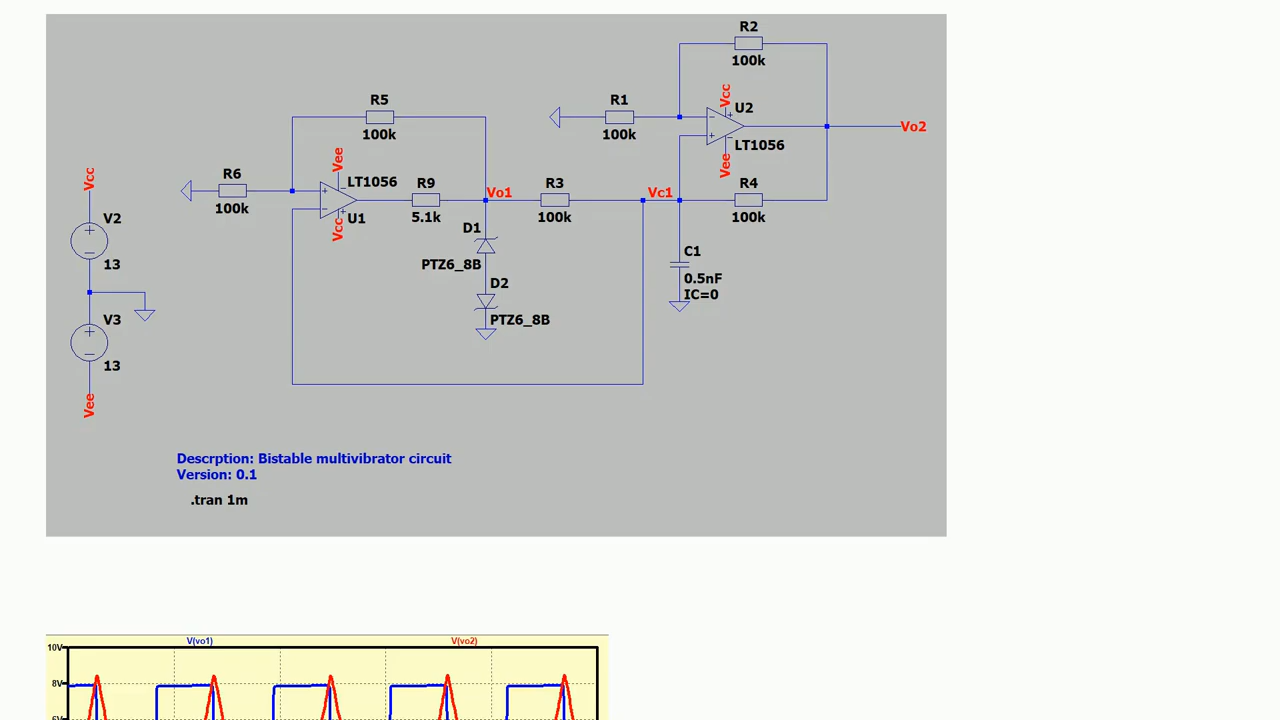 R2
100k
Vcc
U2
LT1056
Vee
Vo2
R5
100k
R1
100k
Vcc
R6
100k
Vee
LT1056
U1
Vcc
R9
5.1k
Vo1
R3
100k
Vc1
R4
100k
V2
13
D1
PTZ6_8B
D2
PTZ6_8B
C1
0.5nF
IC=0
V3
13
Vee
Descrption: Bistable multivibrator circuit
Version: 0.1
.tran 1m
V(vo1) V(vo2)
10V
8V